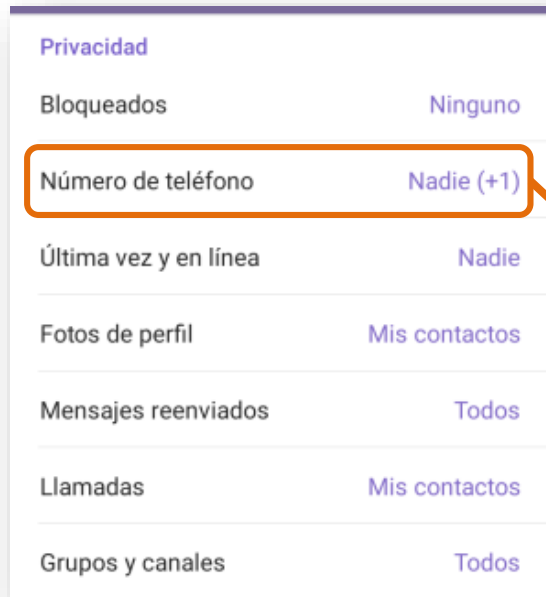 Privacidad
Bloqueados Ninguno
Número de teléfono Nadie (+1)
Última vez y en línea Nadie
Fotos de perfil Mis contactos
Mensajes reenviados Todos
Llamadas Mis contactos
Grupos y canales Todos